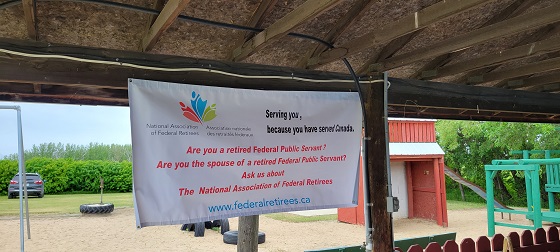 National Association
of Federal Retirees
Association nationale
des retraités fédéraux
Serving you,
because you have served Canada.
Are you a retired Federal Public Servant?
Are you the spouse of a retired Federal Public Servant?
Ask us about
The National Association of Federal Retirees
www.federalretirees.ca